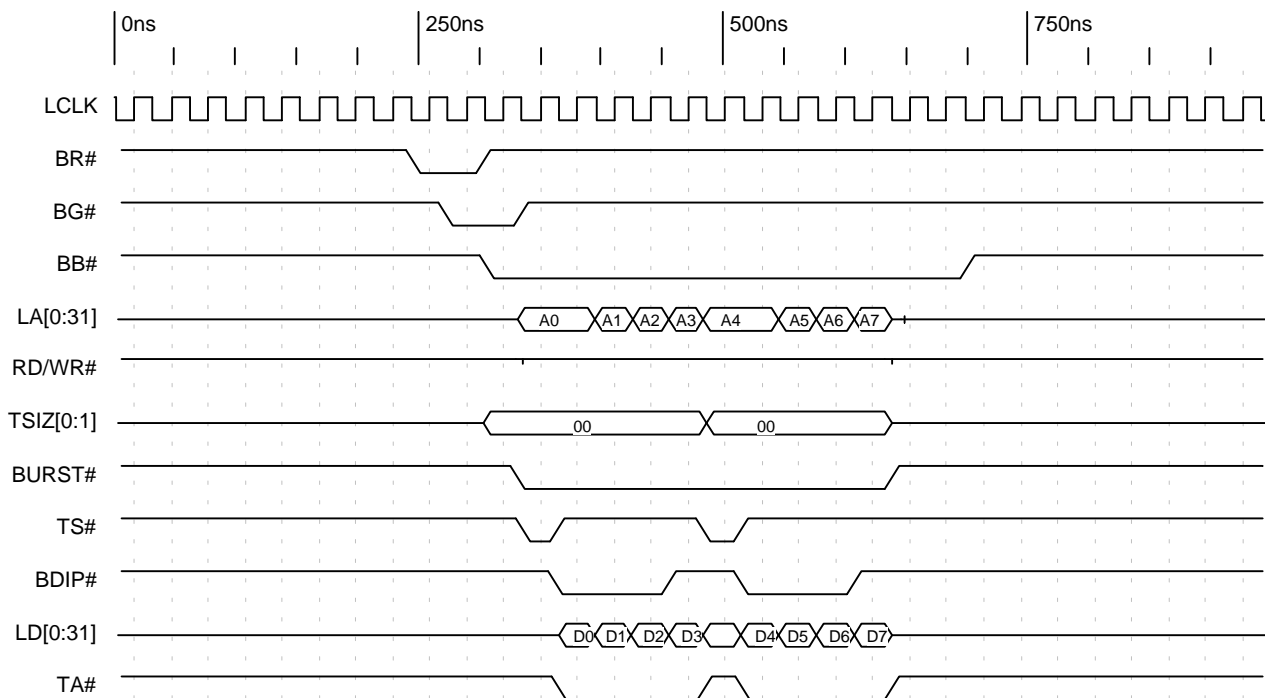 0ns 250ns 500ns 750ns
LCLK
BR#
BG#
BB#
LA[0:31] A0 A1 A2 A3 A4 A5 A6 A7
RD/WR#
TSIZ[0:1] 00 00
BURST#
TS#
BDIP#
LD[0:31] D0 D1 D2 D3 D4 D5 D6 D7
TA#